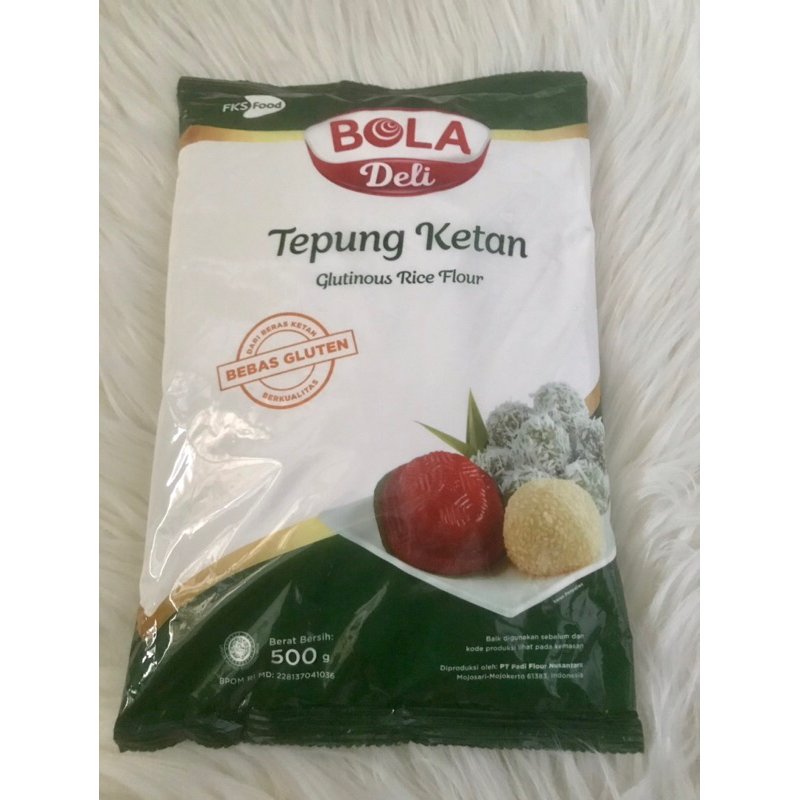 FKS Food
BOLA
Deli
Tepung Ketan
Glutinous Rice Flour
DARI BERAS KETAN
BEBAS GLUTEN
BERKUALITAS
Berat Bersih:
500 g
BPOM RI MD: 228137041036
Baik digunakan sebelum dan
kode produksi lihat pada kemasan
Diproduksi oleh: PT Padi Flour Nusantara
Mojosari-Mojokerto 61383, Indonesia